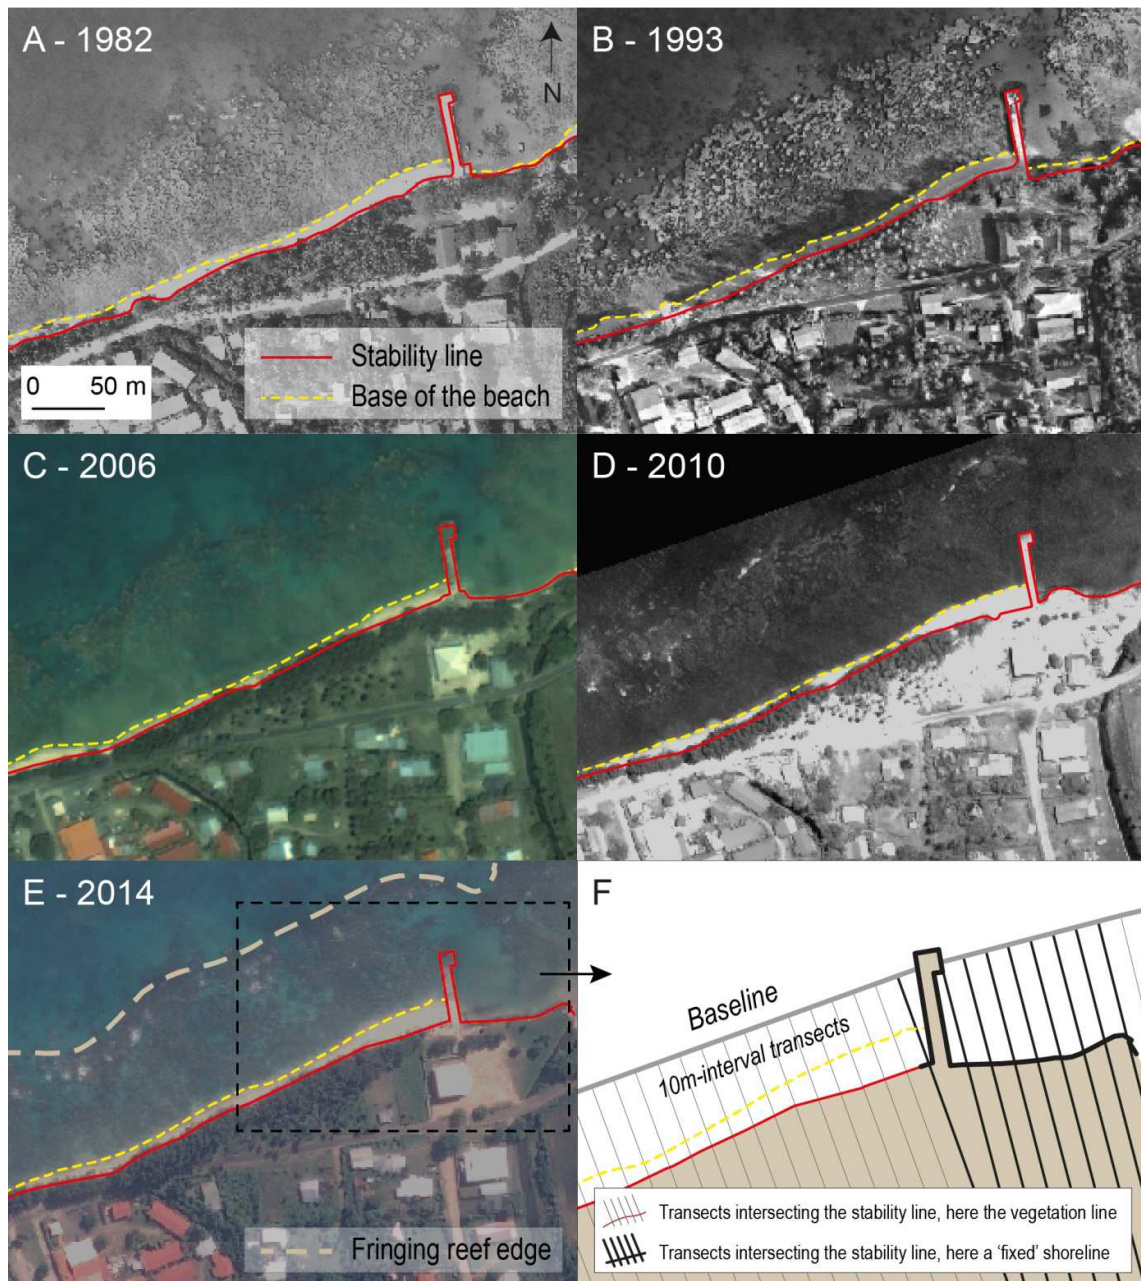 A - 1982
N
B - 1993
Stability line
0 50 m
Base of the beach
C - 2006
D - 2010
E - 2014
F
Baseline
10m-interval transects
Transects intersecting the stability line, here the vegetation line
Transects intersecting the stability line, here a ‘fixed’ shoreline
Fringing reef edge